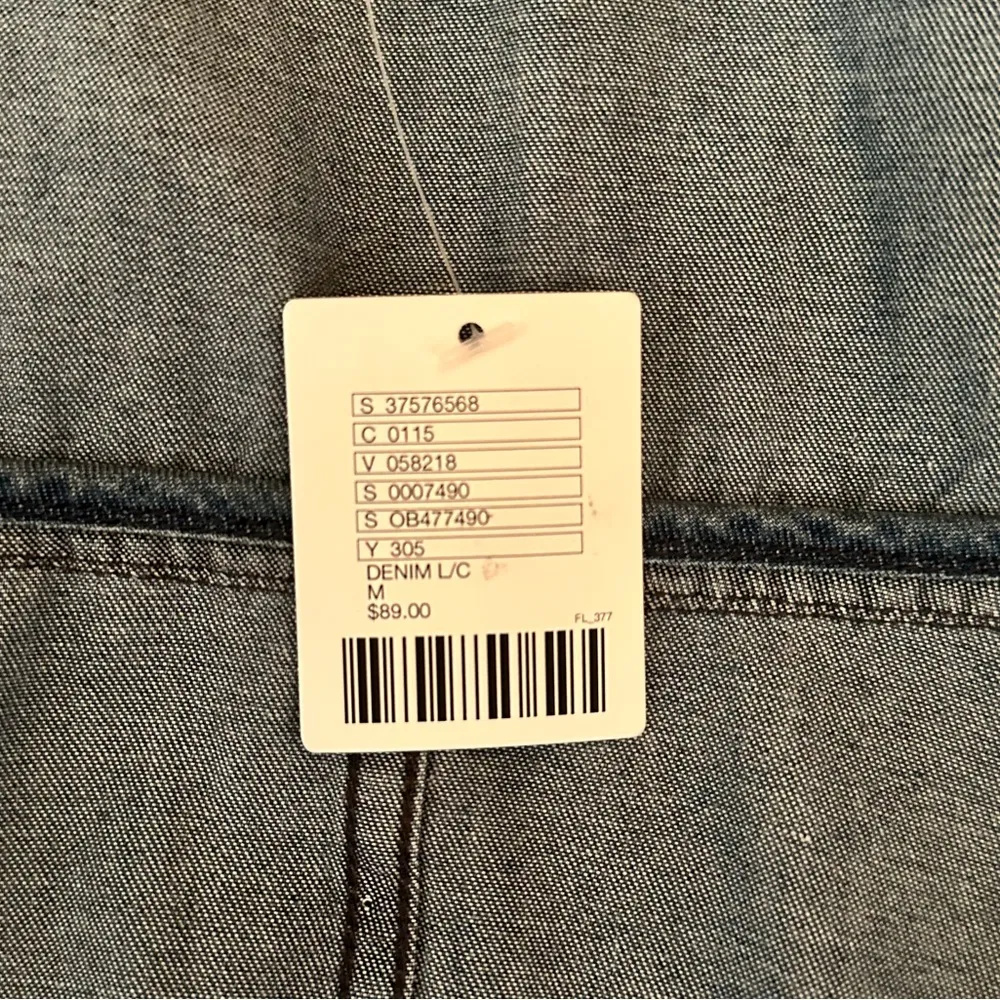 S 37576568
C 0115
V 058218
S 0007490
S OB477490
Y 305
DENIM L/C
M
$89.00
FL_377